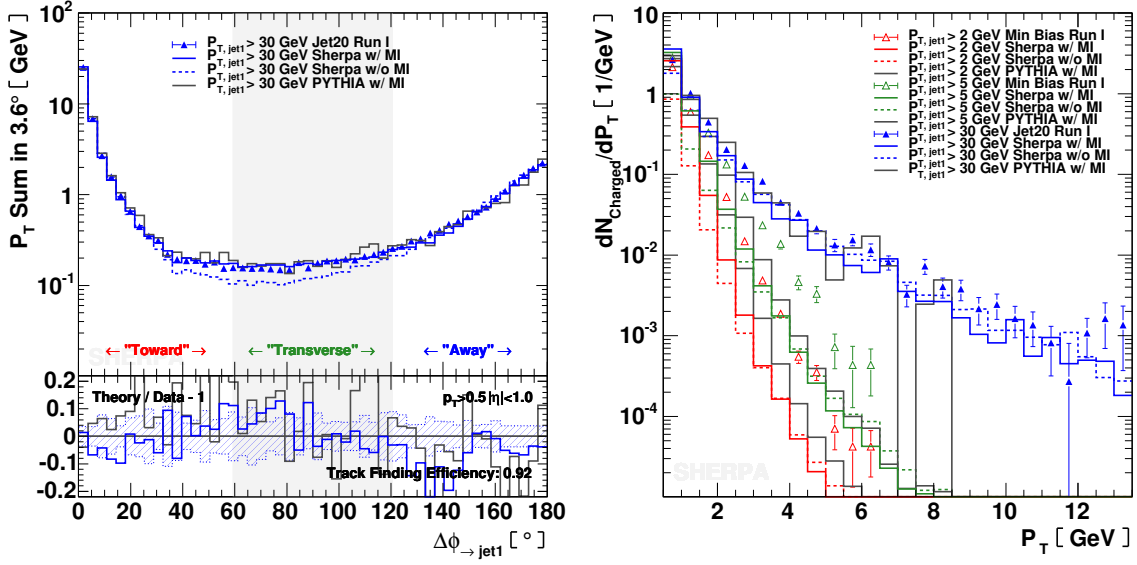 P_T, jet1 > 30 GeV Jet20 Run I
P_T, jet1 > 30 GeV Sherpa w/ MI
P_T, jet1 > 30 GeV Sherpa w/o MI
P_T, jet1 > 30 GeV PYTHIA w/ MI
P_T Sum in 3.6° [ GeV ]
10²
10
1
10⁻¹
SHERPA
← "Toward" →
← "Transverse" →
← "Away" →
Theory / Data - 1
p_T>0.5 |η|<1.0
0.2
0.1
0
-0.1
-0.2
Track Finding Efficiency: 0.92
0 20 40 60 80 100 120 140 160 180
Δϕ→ jet1 [ ° ]
P_T, jet1 > 2 GeV Min Bias Run I
P_T, jet1 > 2 GeV Sherpa w/ MI
P_T, jet1 > 2 GeV Sherpa w/o MI
P_T, jet1 > 2 GeV PYTHIA w/ MI
P_T, jet1 > 5 GeV Min Bias Run I
P_T, jet1 > 5 GeV Sherpa w/ MI
P_T, jet1 > 5 GeV Sherpa w/o MI
P_T, jet1 > 5 GeV PYTHIA w/ MI
P_T, jet1 > 30 GeV Jet20 Run I
P_T, jet1 > 30 GeV Sherpa w/ MI
P_T, jet1 > 30 GeV Sherpa w/o MI
P_T, jet1 > 30 GeV PYTHIA w/ MI
dN_Charged/dP_T [ 1/GeV ]
10
1
10⁻¹
10⁻²
10⁻³
10⁻⁴
SHERPA
2 4 6 8 10 12
P_T [ GeV ]